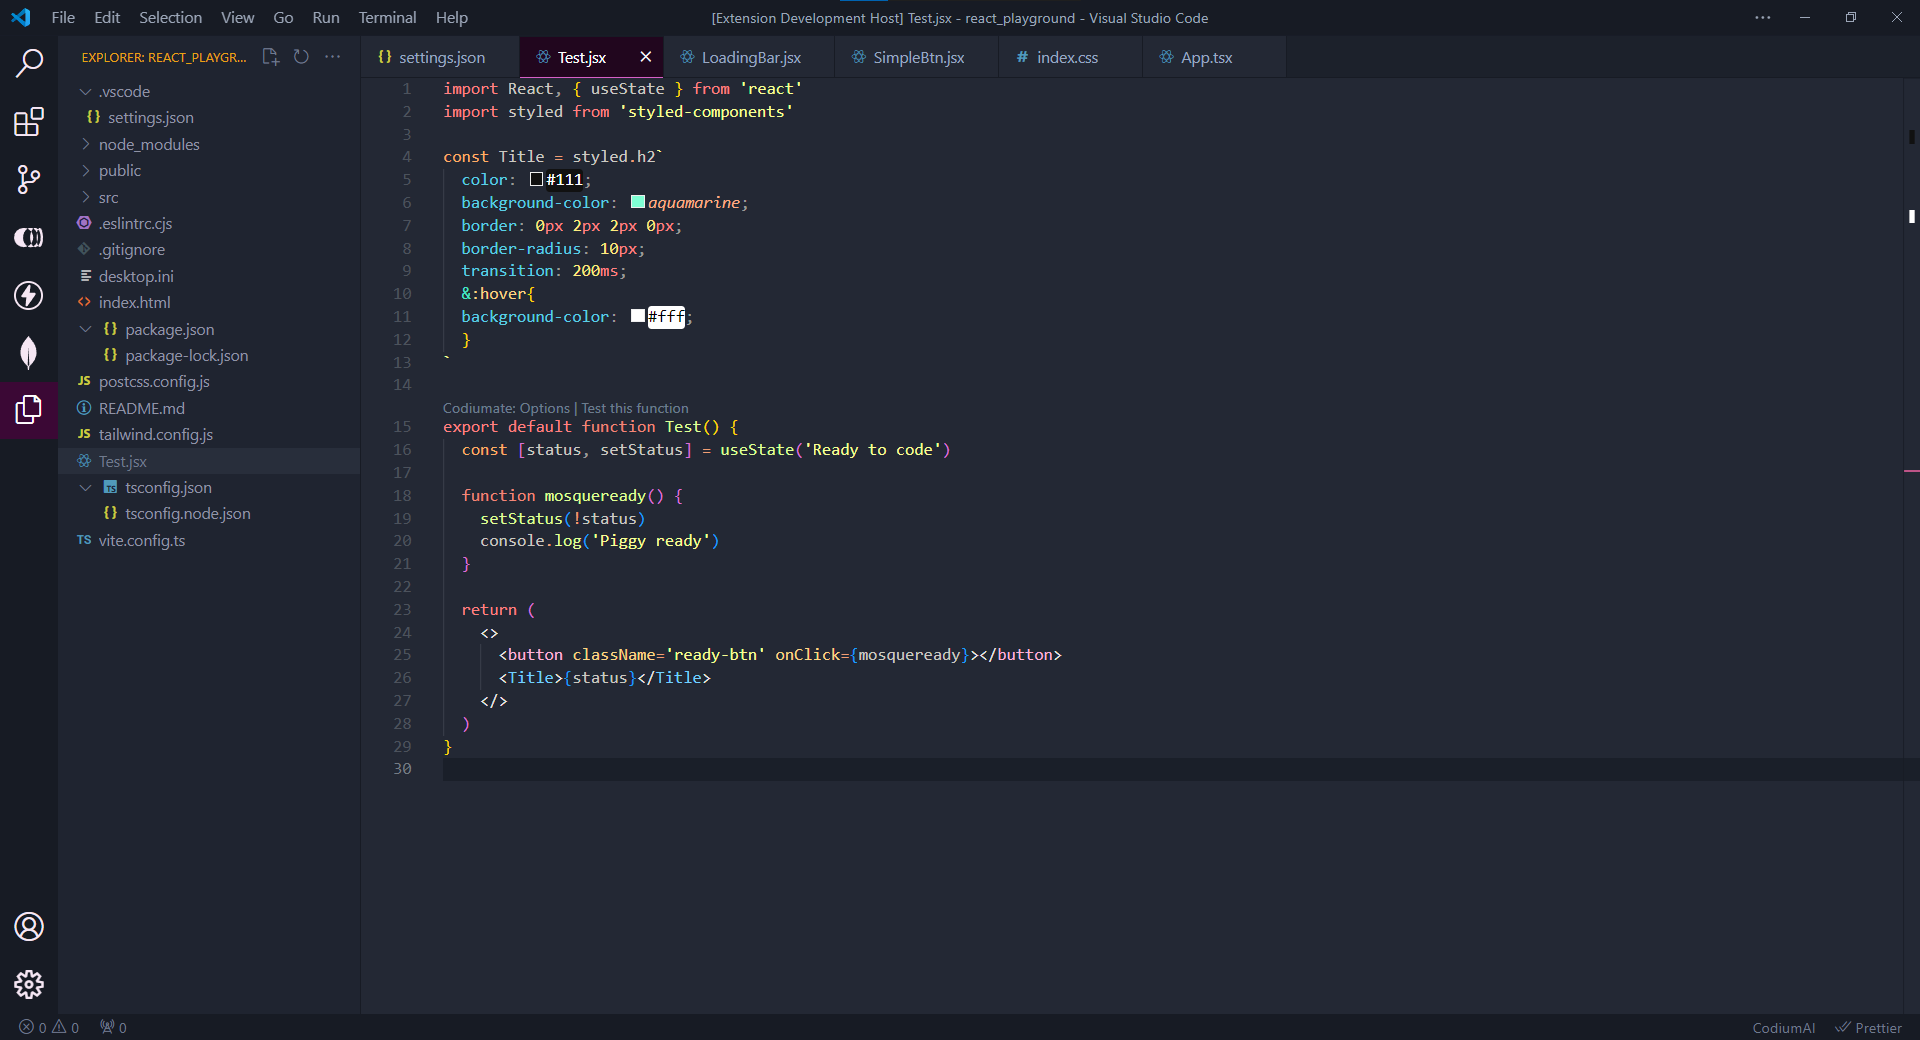 File Edit Selection View Go Run Terminal Help
[Extension Development Host] Test.jsx - react_playground - Visual Studio Code
EXPLORER: REACT_PLAYGR...
.vscode
{} settings.json
node_modules
public
src
.eslintrc.cjs
.gitignore
desktop.ini
<> index.html
{} package.json
{} package-lock.json
JS postcss.config.js
README.md
JS tailwind.config.js
Test.jsx
TS tsconfig.json
{} tsconfig.node.json
TS vite.config.ts
{} settings.json
Test.jsx
LoadingBar.jsx
SimpleBtn.jsx
# index.css
App.tsx
1 import React, { useState } from 'react'
2 import styled from 'styled-components'
3
4 const Title = styled.h2`
5   color: #111;
6   background-color: aquamarine;
7   border: 0px 2px 2px 0px;
8   border-radius: 10px;
9   transition: 200ms;
10   &:hover{
11   background-color: #fff;
12   }
13 `
14
Codiumate: Options | Test this function
15 export default function Test() {
16   const [status, setStatus] = useState('Ready to code')
17
18   function mosqueready() {
19     setStatus(!status)
20     console.log('Piggy ready')
21   }
22
23   return (
24     <>
25       <button className='ready-btn' onClick={mosqueready}></button>
26       <Title>{status}</Title>
27     </>
28   )
29 }
30
0 0 0
CodiumAI Prettier